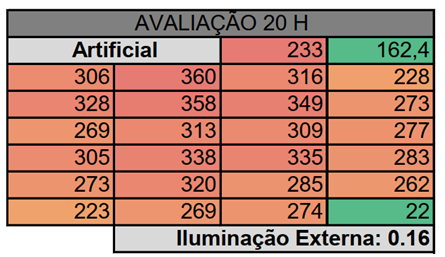 AVALIAÇÃO 20 H
Artificial 233 162,4
306 360 316 228
328 358 349 273
269 313 309 277
305 338 335 283
273 320 285 262
223 269 274 22
Iluminação Externa: 0.16